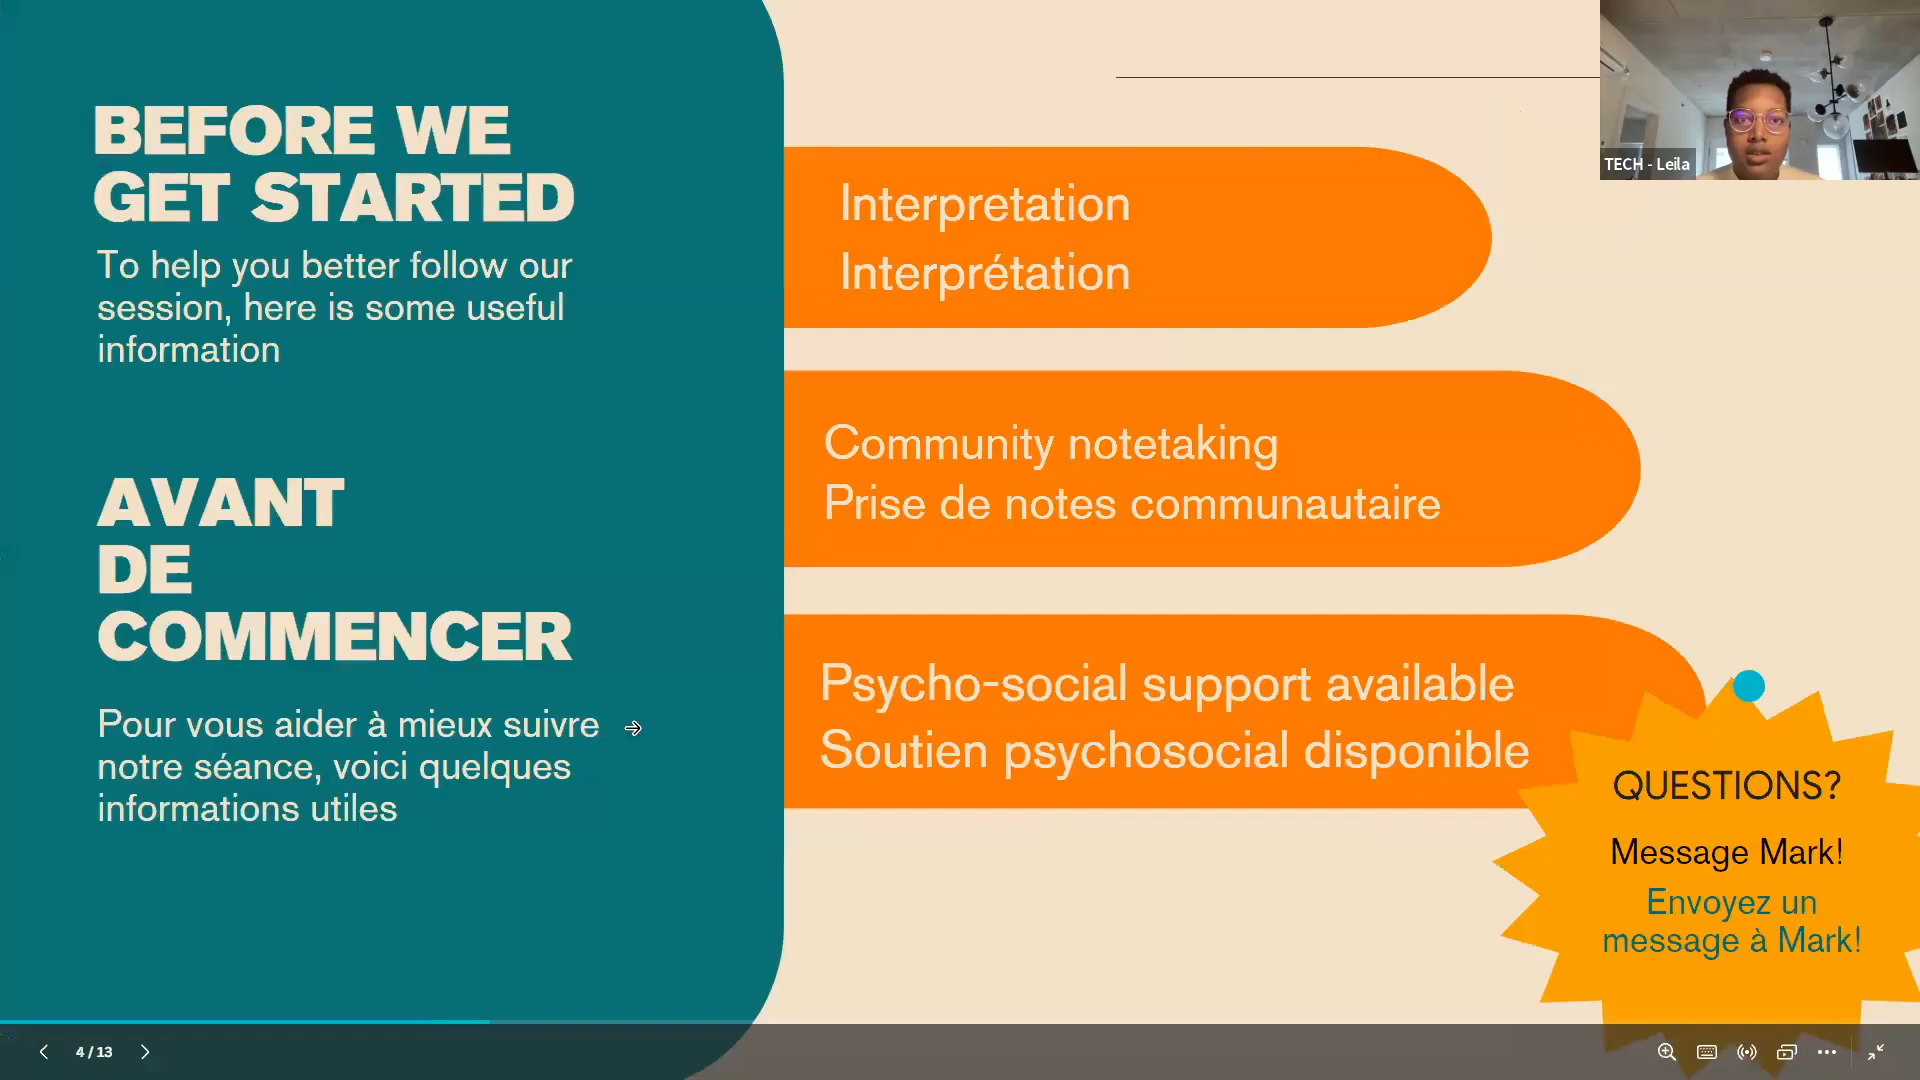 BEFORE WE
GET STARTED
To help you better follow our
session, here is some useful
information
AVANT
DE
COMMENCER
Pour vous aider à mieux suivre
notre séance, voici quelques
informations utiles
Interpretation
Interprétation
Community notetaking
Prise de notes communautaire
Psycho-social support available
Soutien psychosocial disponible
QUESTIONS?
Message Mark!
Envoyez un
message à Mark!
TECH - Leila
4 / 13